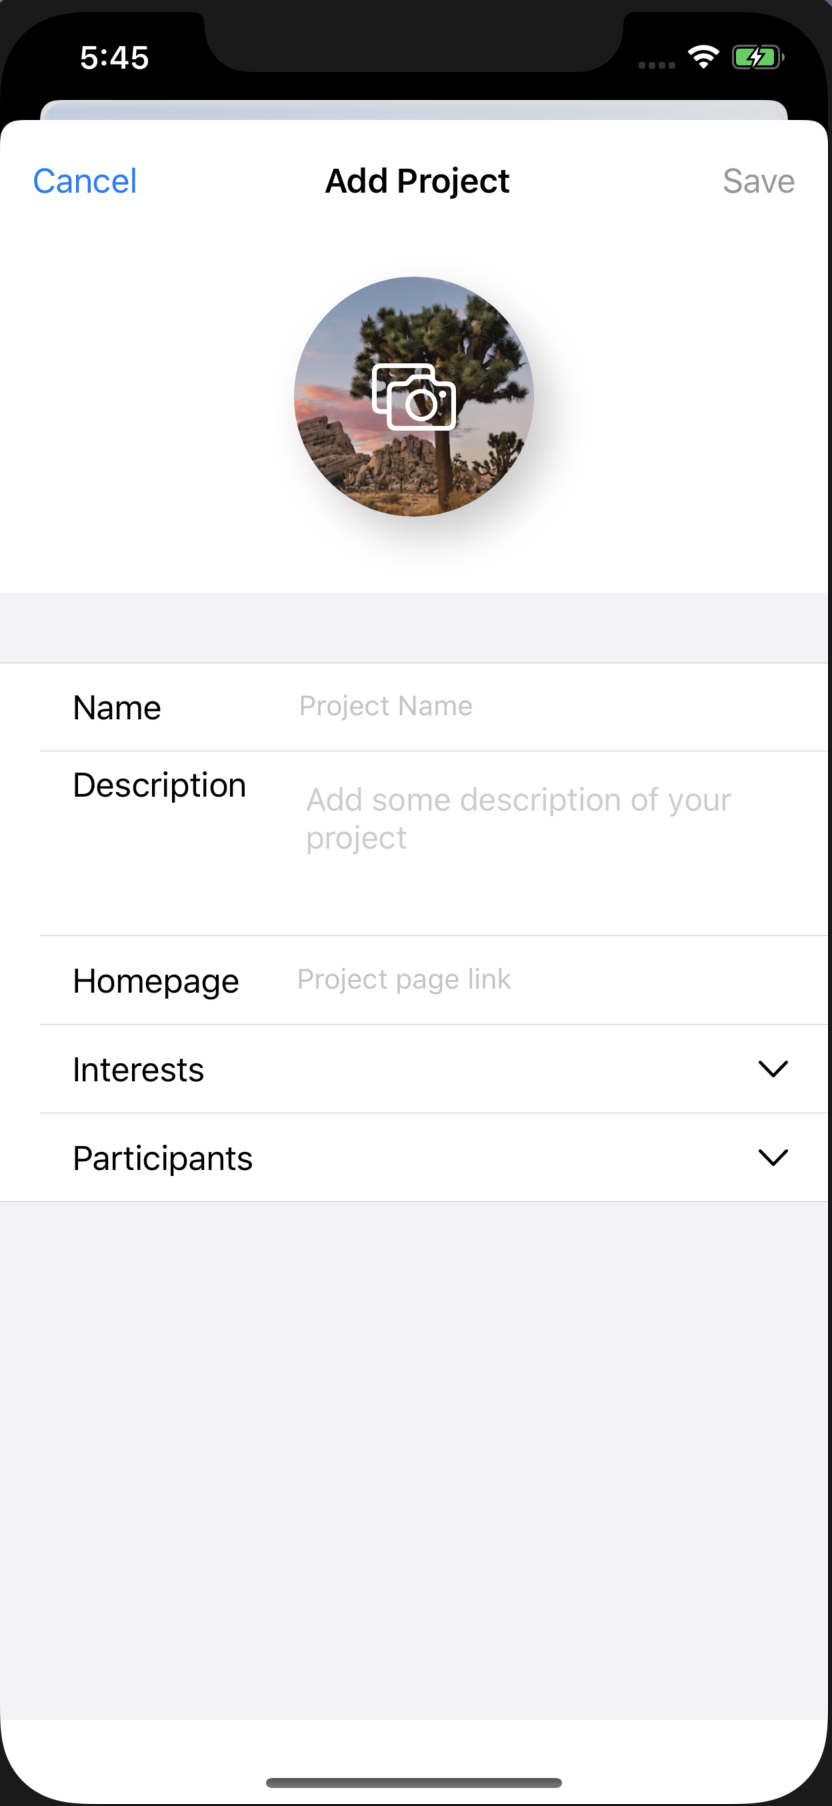 5:45
Cancel Add Project Save
Name Project Name
Description Add some description of your
project
Homepage Project page link
Interests
Participants